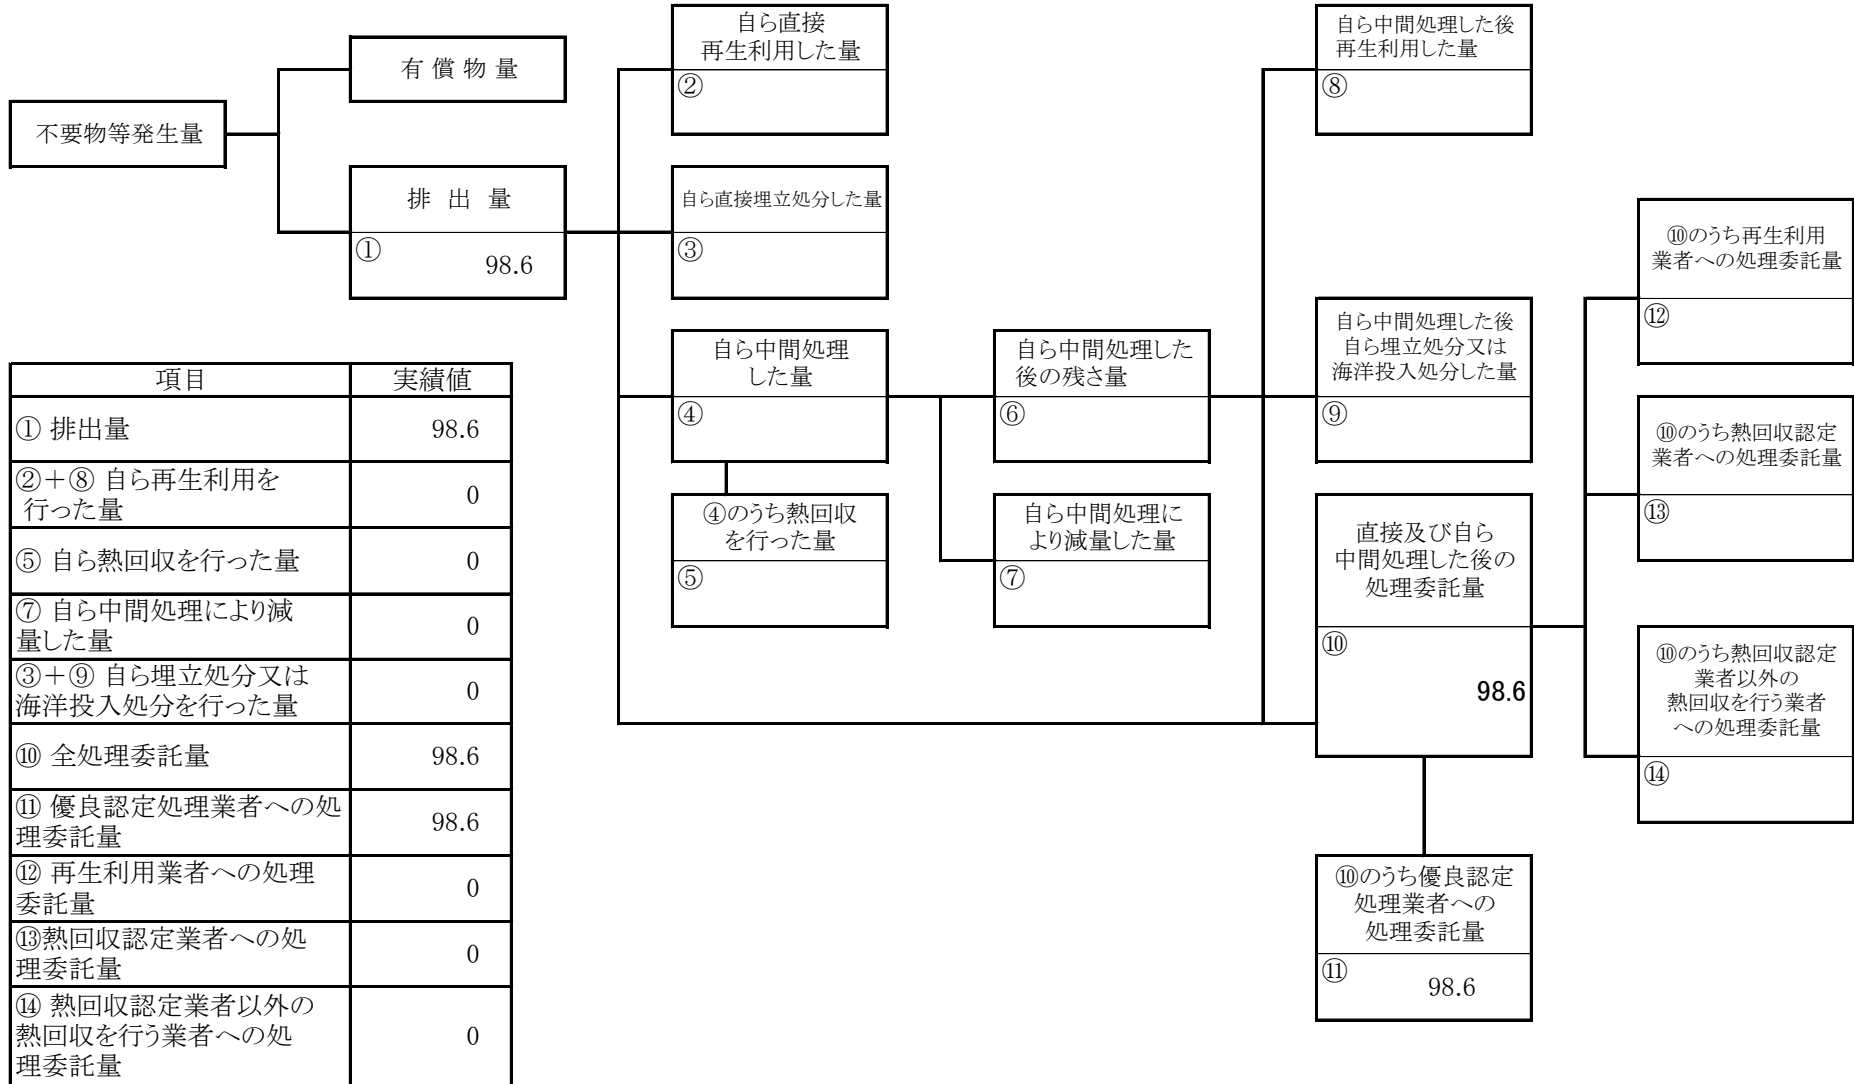 不要物等発生量
有 償 物 量
排 出 量
①
98.6
自ら直接
再生利用した量
②
自ら直接埋立処分した量
③
自ら中間処理
した量
④
④のうち熱回収
を行った量
⑤
自ら中間処理した
後の残さ量
⑥
自ら中間処理に
より減量した量
⑦
自ら中間処理した後
再生利用した量
⑧
自ら中間処理した後
自ら埋立処分又は
海洋投入処分した量
⑨
直接及び自ら
中間処理した後の
処理委託量
⑩
98.6
⑩のうち優良認定
処理業者への
処理委託量
⑪
98.6
⑩のうち再生利用
業者への処理委託量
⑫
⑩のうち熱回収認定
業者への処理委託量
⑬
⑩のうち熱回収認定
業者以外の
熱回収を行う業者
への処理委託量
⑭
項目 実績値
① 排出量 98.6
②＋⑧ 自ら再生利用を
行った量 0
⑤ 自ら熱回収を行った量 0
⑦ 自ら中間処理により減
量した量 0
③＋⑨ 自ら埋立処分又は
海洋投入処分を行った量 0
⑩ 全処理委託量 98.6
⑪ 優良認定処理業者への処
理委託量 98.6
⑫ 再生利用業者への処理
委託量 0
⑬熱回収認定業者への処
理委託量 0
⑭ 熱回収認定業者以外の
熱回収を行う業者への処
理委託量 0